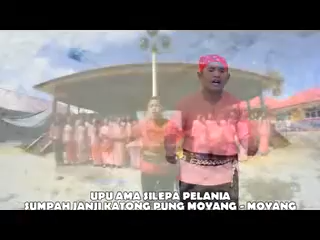 UPU AMA SILEPA PELANIA
SUMPAH JANJI KATONG PUNG MOYANG - MOYANG